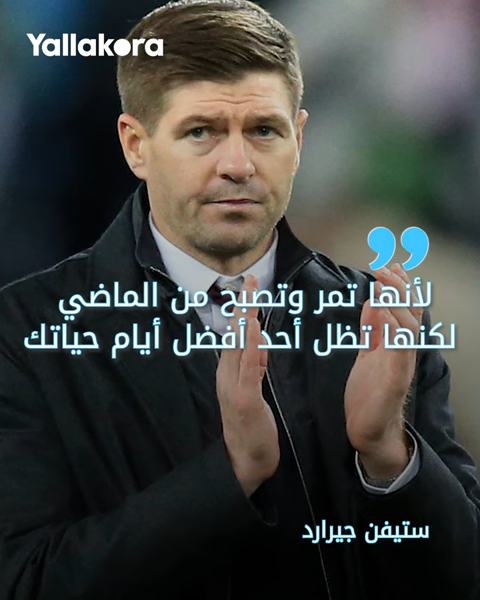 Yallakora
لأنها تمر وتصبح من الماضي
لكنها تظل أحد أفضل أيام حياتك
ستيفن جيرارد